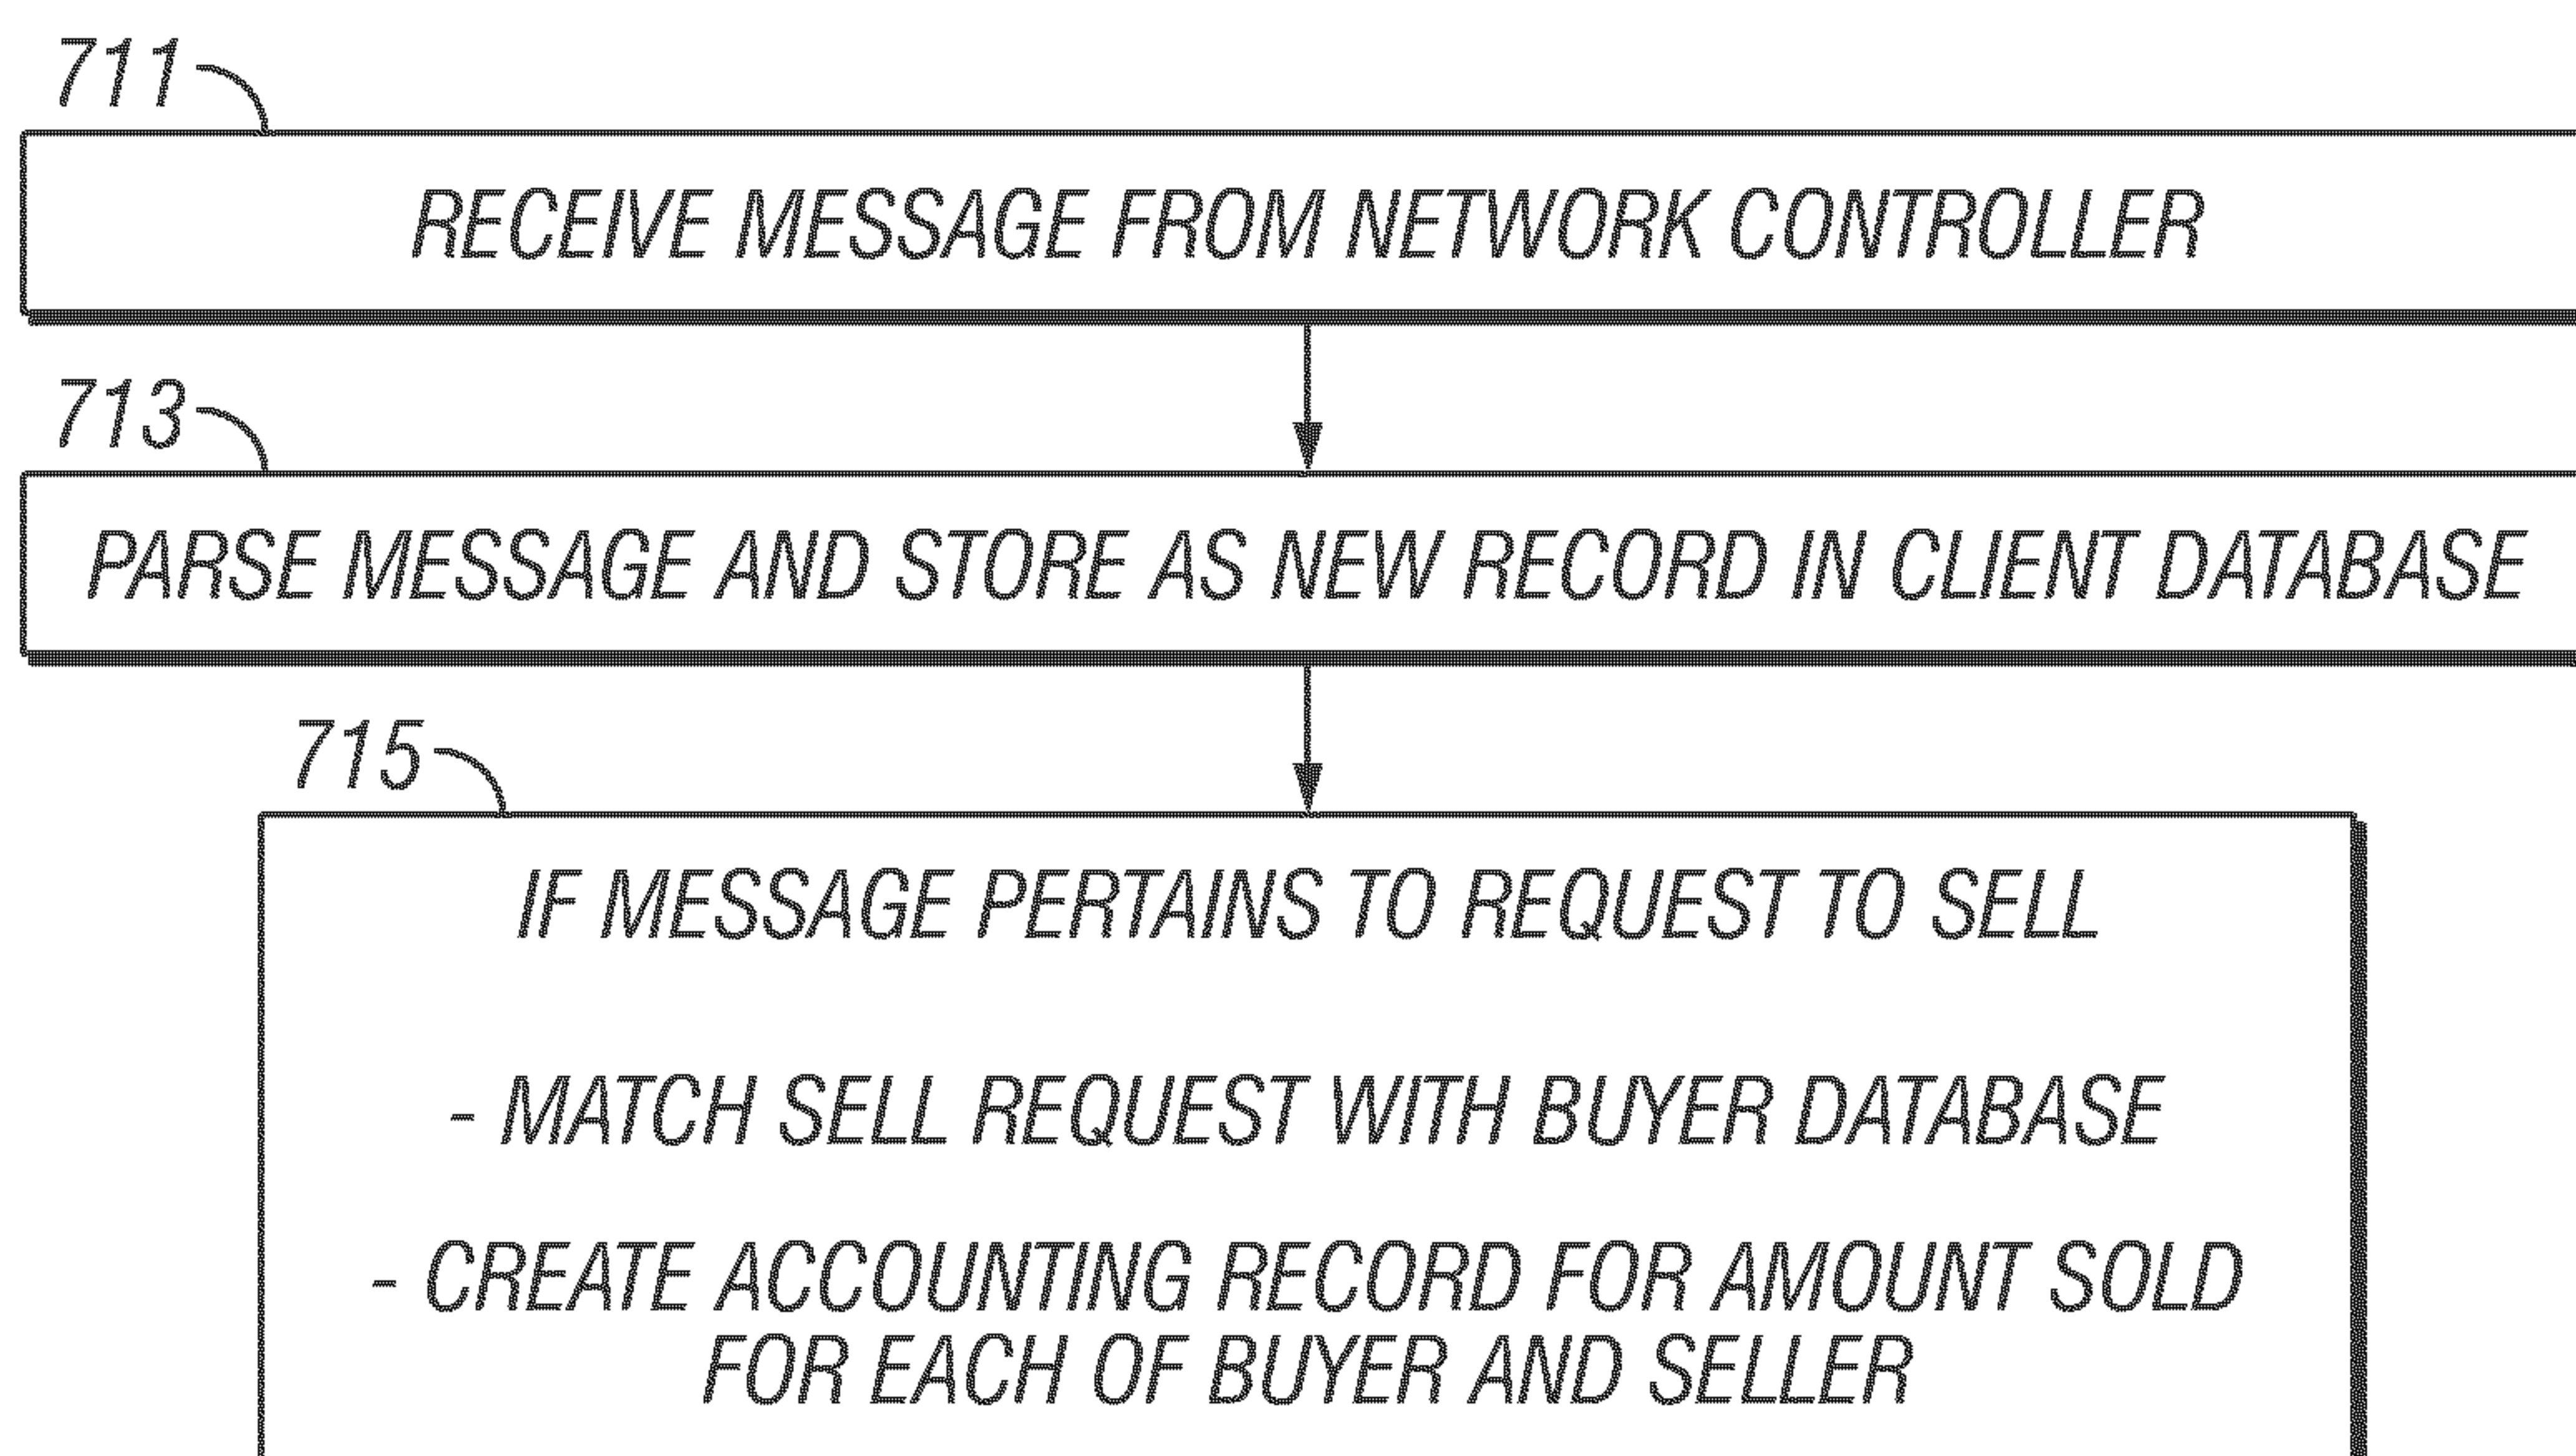 711
RECEIVE MESSAGE FROM NETWORK CONTROLLER
713
PARSE MESSAGE AND STORE AS NEW RECORD IN CLIENT DATABASE
715
IF MESSAGE PERTAINS TO REQUEST TO SELL
- MATCH SELL REQUEST WITH BUYER DATABASE
- CREATE ACCOUNTING RECORD FOR AMOUNT SOLD
FOR EACH OF BUYER AND SELLER